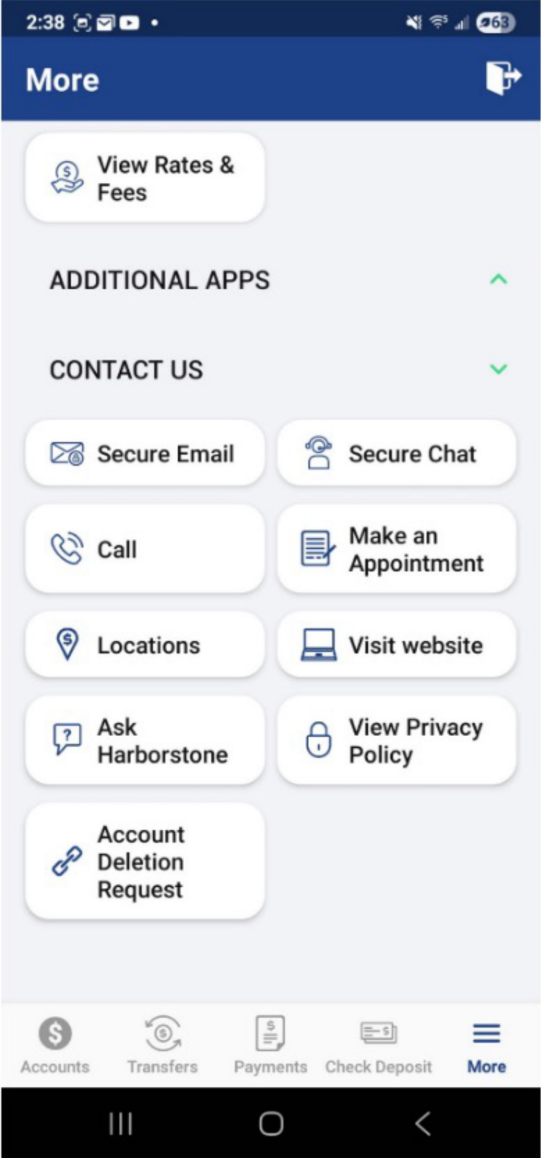 2:38
63
More
View Rates &
Fees
ADDITIONAL APPS
CONTACT US
Secure Email
Secure Chat
Call
Make an
Appointment
Locations
Visit website
Ask
Harborstone
View Privacy
Policy
Account
Deletion
Request
Accounts
Transfers
Payments
Check Deposit
More